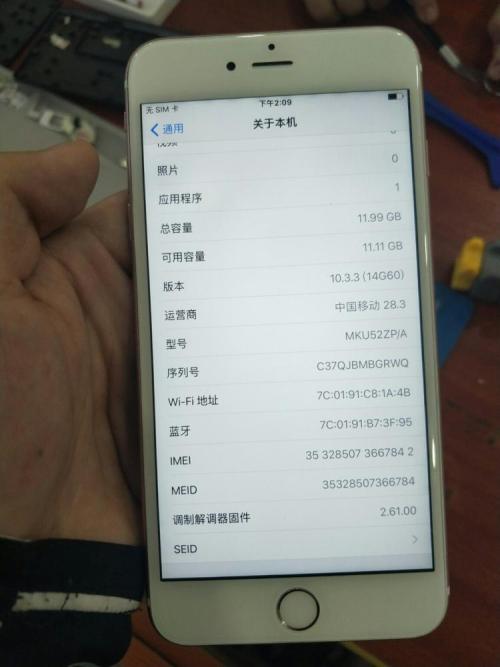 无 SIM 卡 下午2:09
通用 关于本机
视频 0
照片 0
应用程序 1
总容量 11.99 GB
可用容量 11.11 GB
版本 10.3.3 (14G60)
运营商 中国移动 28.3
型号 MKU52ZP/A
序列号 C37QJBMBGRWQ
Wi-Fi 地址 7C:01:91:C8:1A:4B
蓝牙 7C:01:91:B7:3F:95
IMEI 35 328507 366784 2
MEID 35328507366784
调制解调器固件 2.61.00
SEID